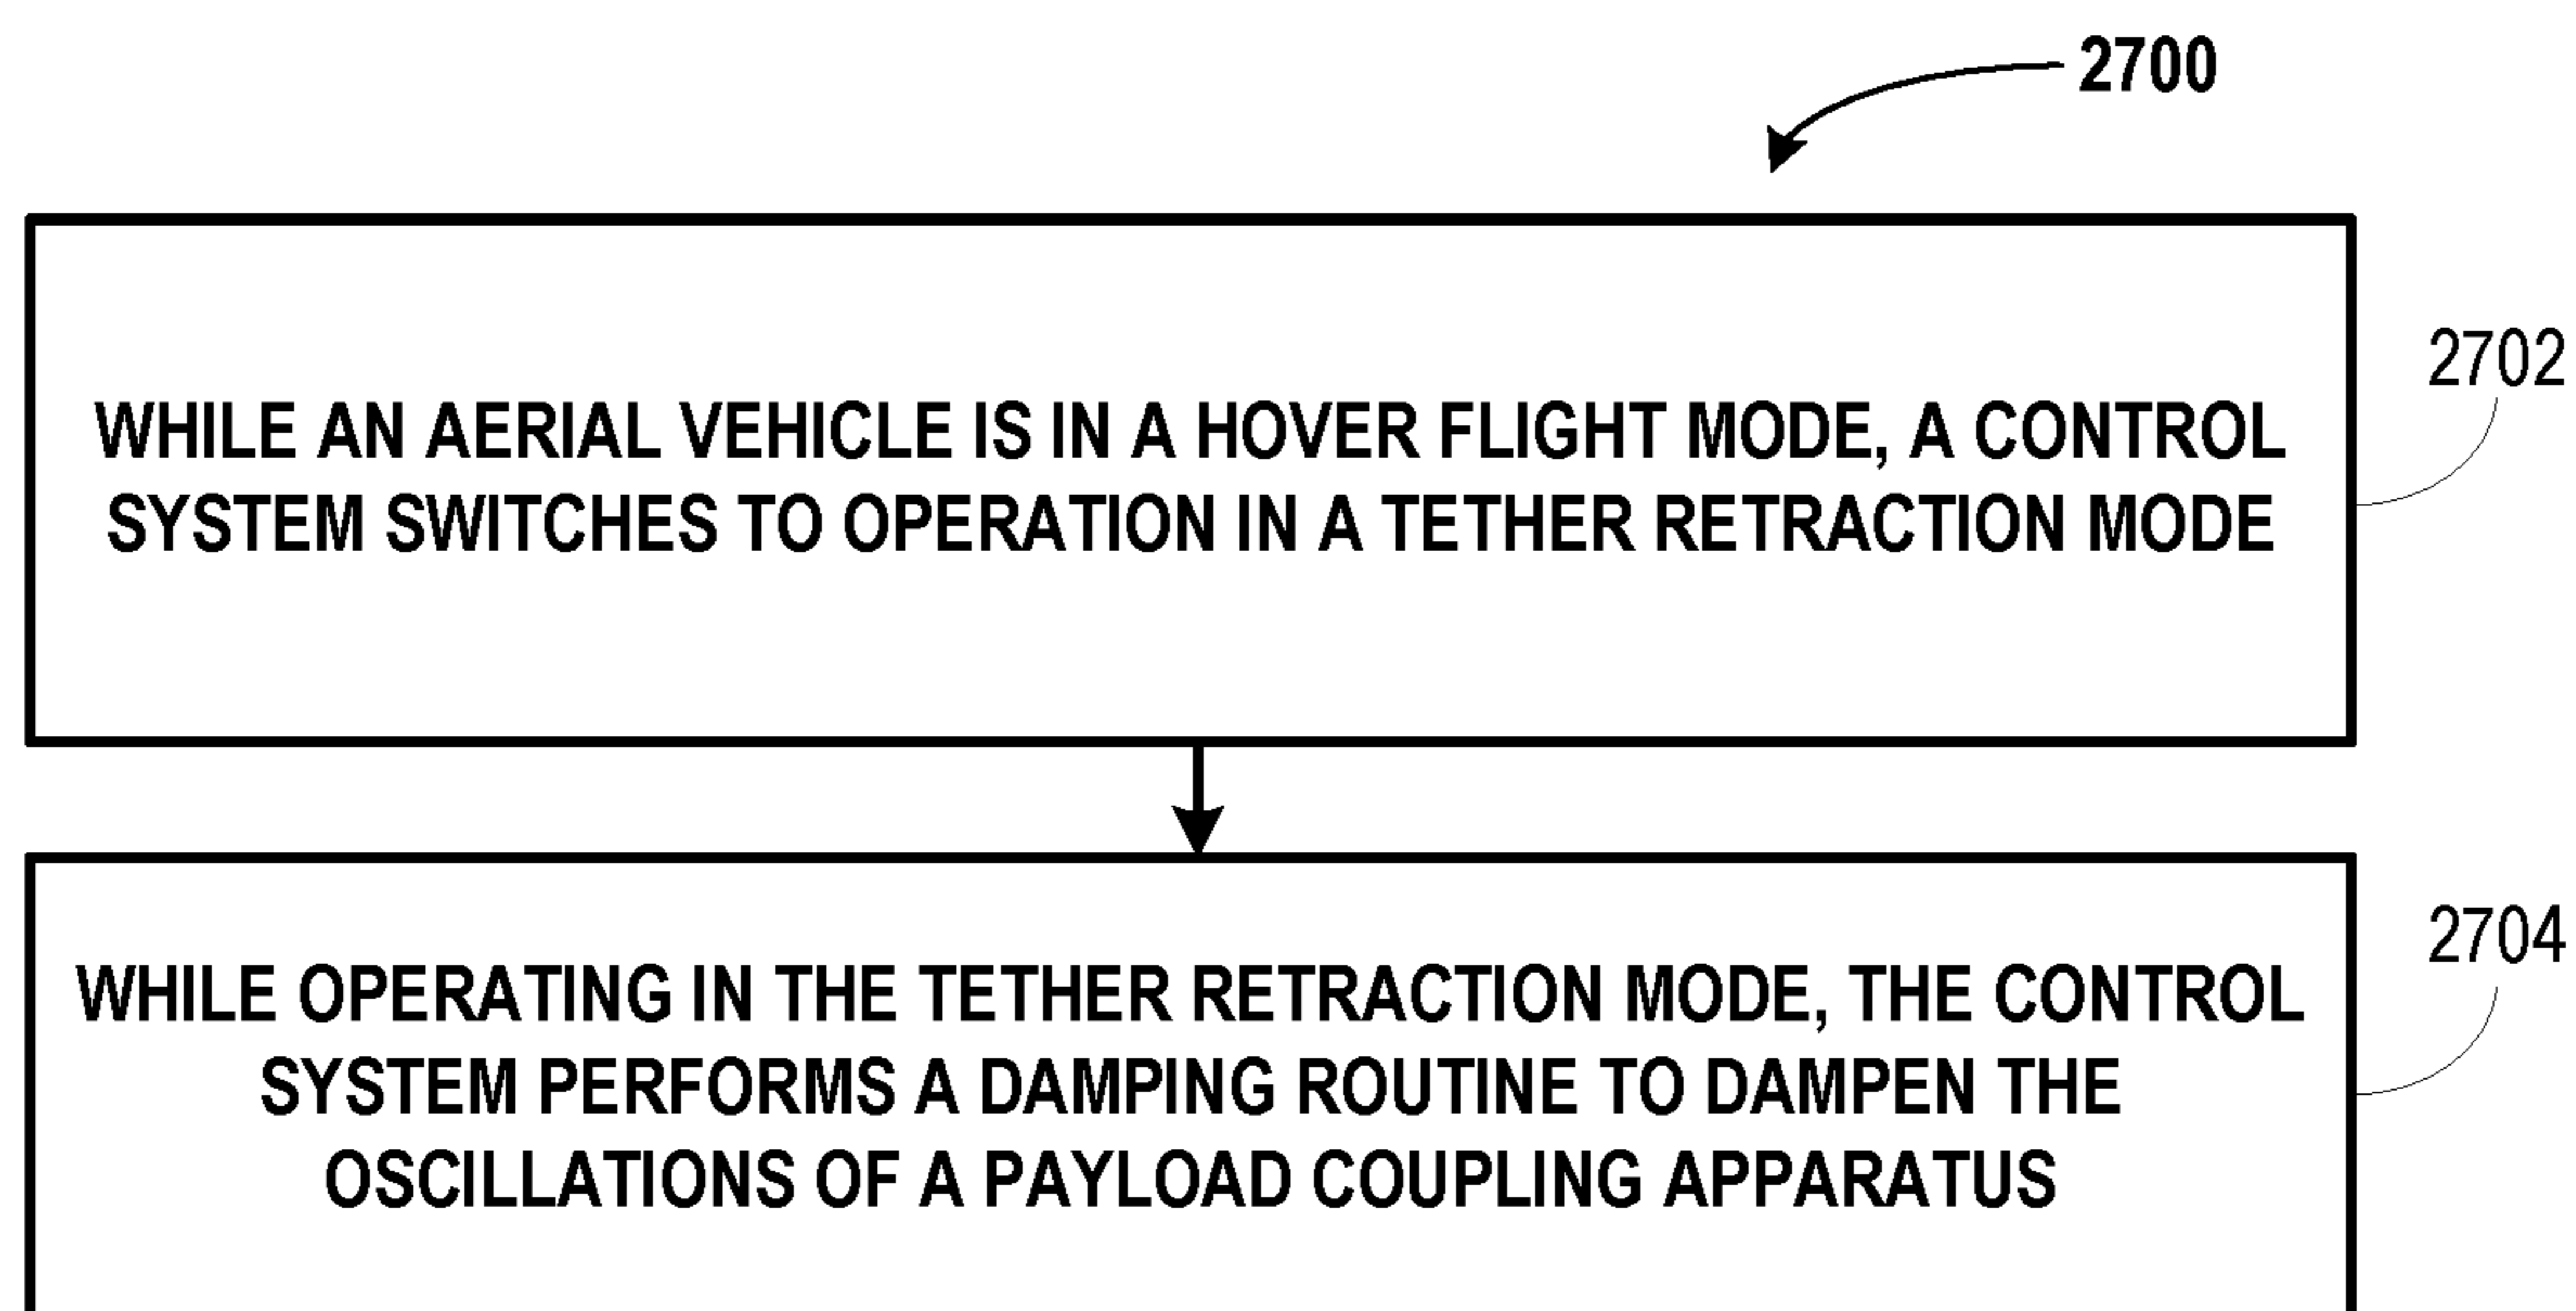 2700
WHILE AN AERIAL VEHICLE IS IN A HOVER FLIGHT MODE, A CONTROL
SYSTEM SWITCHES TO OPERATION IN A TETHER RETRACTION MODE
2702
WHILE OPERATING IN THE TETHER RETRACTION MODE, THE CONTROL
SYSTEM PERFORMS A DAMPING ROUTINE TO DAMPEN THE
OSCILLATIONS OF A PAYLOAD COUPLING APPARATUS
2704